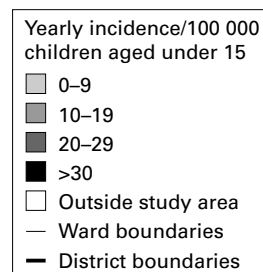 Yearly incidence/100 000
children aged under 15
0–9
10–19
20–29
>30
Outside study area
Ward boundaries
District boundaries